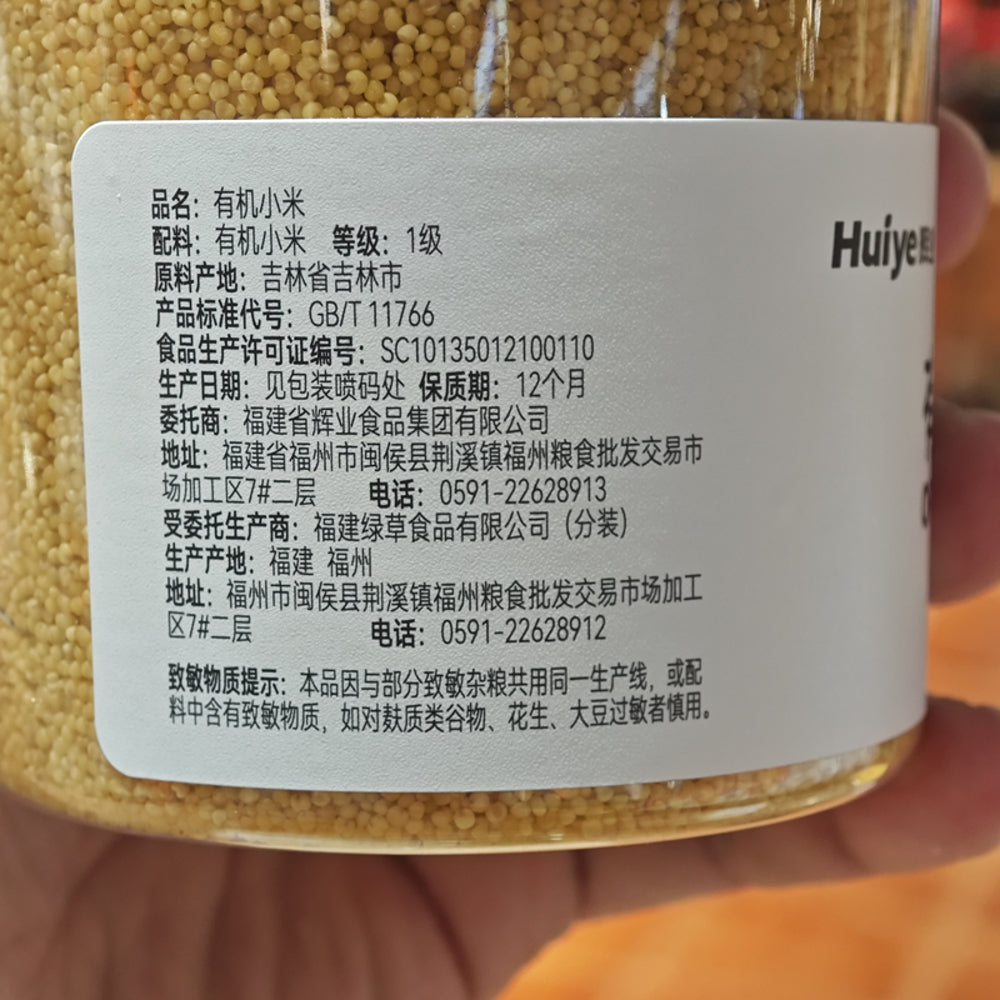 品名：有机小米
配料：有机小米 等级：1级
原料产地：吉林省吉林市
产品标准代号：GB/T 11766
食品生产许可证编号：SC10135012100110
生产日期：见包装喷码处 保质期：12个月
委托商：福建省辉业食品集团有限公司
地址：福建省福州市闽侯县荆溪镇福州粮食批发交易市
场加工区7#二层 电话：0591-22628913
受委托生产商：福建绿草食品有限公司（分装）
生产产地：福建 福州
地址：福州市闽侯县荆溪镇福州粮食批发交易市场加工
区7#二层 电话：0591-22628912
致敏物质提示：本品因与部分致敏杂粮共用同一生产线，或配
料中含有致敏物质，如对麸质类谷物、花生、大豆过敏者慎用。
Huiye